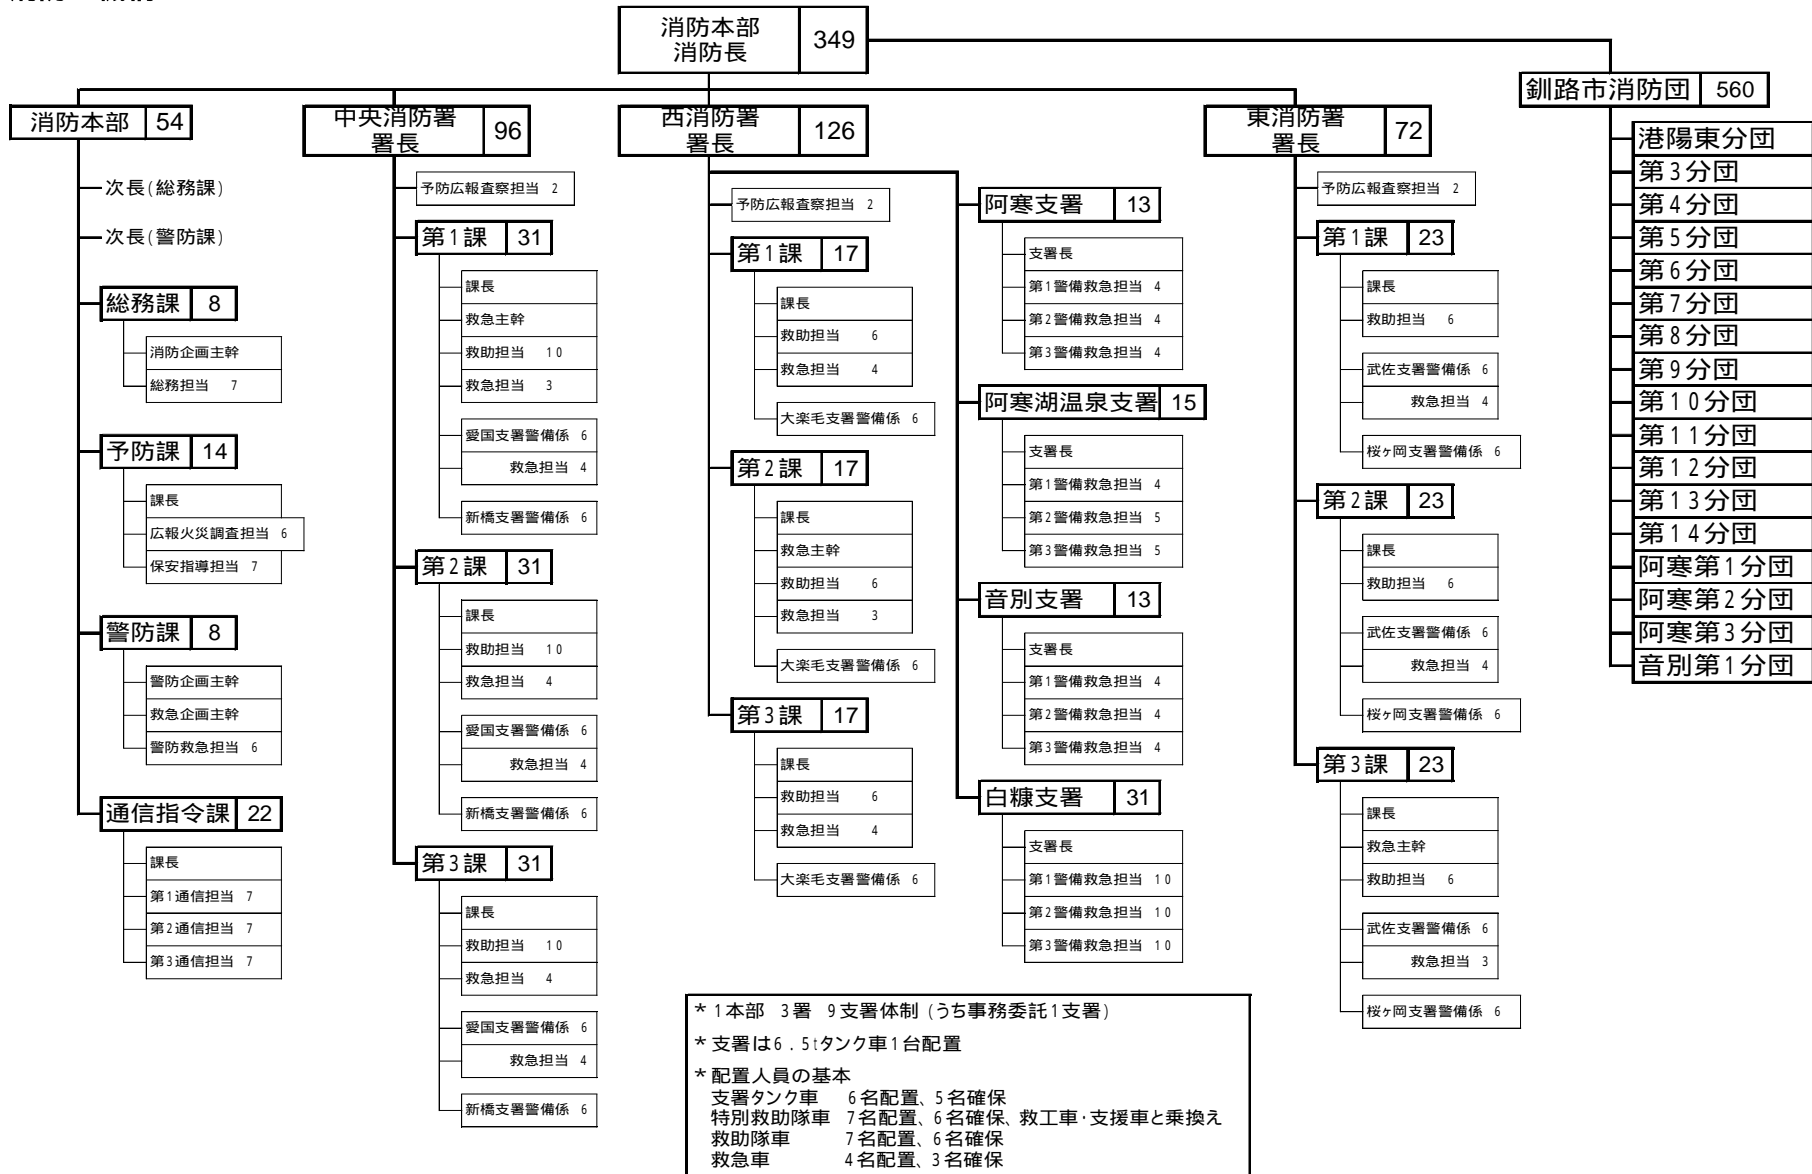 消防本部
消防長
349
釧路市消防団 560
消防本部 54
次長(総務課)
次長(警防課)
総務課 8
消防企画主幹
総務担当 7
予防課 14
課長
広報火災調査担当 6
保安指導担当 7
警防課 8
警防企画主幹
救急企画主幹
警防救急担当 6
通信指令課 22
課長
第1通信担当 7
第2通信担当 7
第3通信担当 7
中央消防署
署長
96
予防広報査察担当 2
第1課 31
課長
救急主幹
救助担当 10
救急担当 3
愛国支署警備係 6
救急担当 4
新橋支署警備係 6
第2課 31
課長
救助担当 10
救急担当 4
愛国支署警備係 6
救急担当 4
新橋支署警備係 6
第3課 31
課長
救助担当 10
救急担当 4
愛国支署警備係 6
救急担当 4
新橋支署警備係 6
西消防署
署長
126
予防広報査察担当 2
第1課 17
課長
救助担当 6
救急担当 4
大楽毛支署警備係 6
第2課 17
課長
救急主幹
救助担当 6
救急担当 3
大楽毛支署警備係 6
第3課 17
課長
救助担当 6
救急担当 4
大楽毛支署警備係 6
阿寒支署 13
支署長
第1警備救急担当 4
第2警備救急担当 4
第3警備救急担当 4
阿寒湖温泉支署 15
支署長
第1警備救急担当 4
第2警備救急担当 5
第3警備救急担当 5
音別支署 13
支署長
第1警備救急担当 4
第2警備救急担当 4
第3警備救急担当 4
白糠支署 31
支署長
第1警備救急担当 10
第2警備救急担当 10
第3警備救急担当 10
東消防署
署長
72
予防広報査察担当 2
第1課 23
課長
救助担当 6
武佐支署警備係 6
救急担当 4
桜ヶ岡支署警備係 6
第2課 23
課長
救助担当 6
武佐支署警備係 6
救急担当 4
桜ヶ岡支署警備係 6
第3課 23
課長
救急主幹
救助担当 6
武佐支署警備係 6
救急担当 3
桜ヶ岡支署警備係 6
港陽東分団
第3分団
第4分団
第5分団
第6分団
第7分団
第8分団
第9分団
第10分団
第11分団
第12分団
第13分団
第14分団
阿寒第1分団
阿寒第2分団
阿寒第3分団
音別第1分団
*1本部 3署 9支署体制(うち事務委託1支署)
*支署は6.5tタンク車1台配置
*配置人員の基本
支署タンク車 6名配置、5名確保
特別救助隊車 7名配置、6名確保、救工車・支援車と乗換え
救助隊車 7名配置、6名確保
救急車 4名配置、3名確保